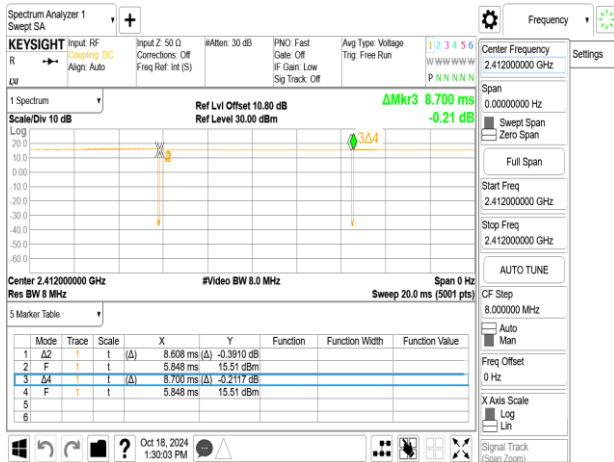 Spectrum Analyzer 1
Swept SA
Frequency
KEYSIGHT
R
Input: RF
Coupling: DC
Align: Auto
Input Z: 50 Ω
Corrections: Off
Freq Ref: Int (S)
#Atten: 30 dB
PNO: Fast
Gate: Off
IF Gain: Low
Sig Track: Off
Avg Type: Voltage
Trig: Free Run
1 2 3 4 5 6
W W W W W W
P N N N N N
1 Spectrum
Scale/Div 10 dB
Ref Lvl Offset 10.80 dB
Ref Level 30.00 dBm
ΔMkr3 8.700 ms
-0.21 dB
Log
20.0
10.0
0.00
-10.0
-20.0
-30.0
-40.0
-50.0
-60.0
2
3Δ4
Center 2.412000000 GHz
Res BW 8 MHz
#Video BW 8.0 MHz
Span 0 Hz
Sweep 20.0 ms (5001 pts)
5 Marker Table
Mode Trace Scale X Y Function Function Width Function Value
1 Δ2 1 t (Δ) 8.608 ms (Δ) -0.3910 dB
2 F 1 t 5.848 ms 15.51 dBm
3 Δ4 1 t (Δ) 8.700 ms (Δ) -0.2117 dB
4 F 1 t 5.848 ms 15.51 dBm
5
6
?
Oct 18, 2024
1:30:03 PM
Center Frequency
2.412000000 GHz
Settings
Span
0.00000000 Hz
Swept Span
Zero Span
Full Span
Start Freq
2.412000000 GHz
Stop Freq
2.412000000 GHz
AUTO TUNE
CF Step
8.000000 MHz
Auto
Man
Freq Offset
0 Hz
X Axis Scale
Log
Lin
Signal Track
(Span Zoom)